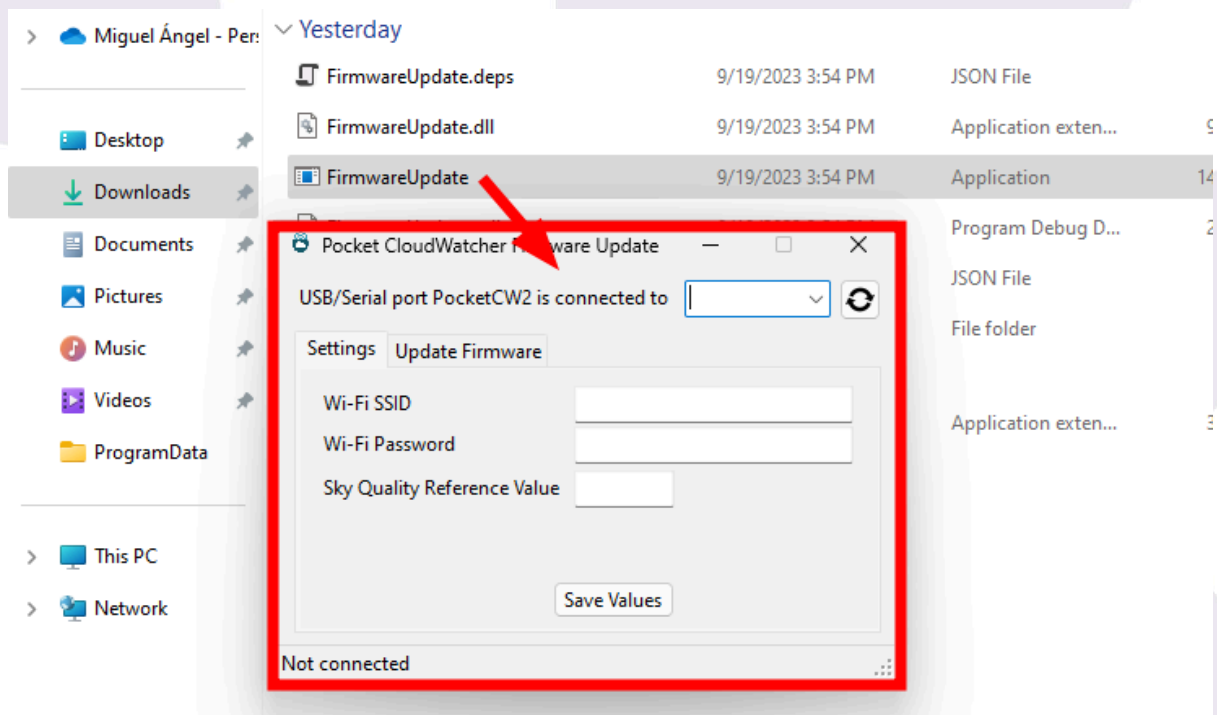 Miguel Ángel - Pers
Yesterday
FirmwareUpdate.deps 9/19/2023 3:54 PM JSON File
FirmwareUpdate.dll 9/19/2023 3:54 PM Application exten...
FirmwareUpdate 9/19/2023 3:54 PM Application 14
Program Debug D...
JSON File
File folder
Application exten...
Desktop
Downloads
Documents
Pictures
Music
Videos
ProgramData
This PC
Network
Pocket CloudWatcher Firmware Update
USB/Serial port PocketCW2 is connected to
Settings Update Firmware
Wi-Fi SSID
Wi-Fi Password
Sky Quality Reference Value
Save Values
Not connected